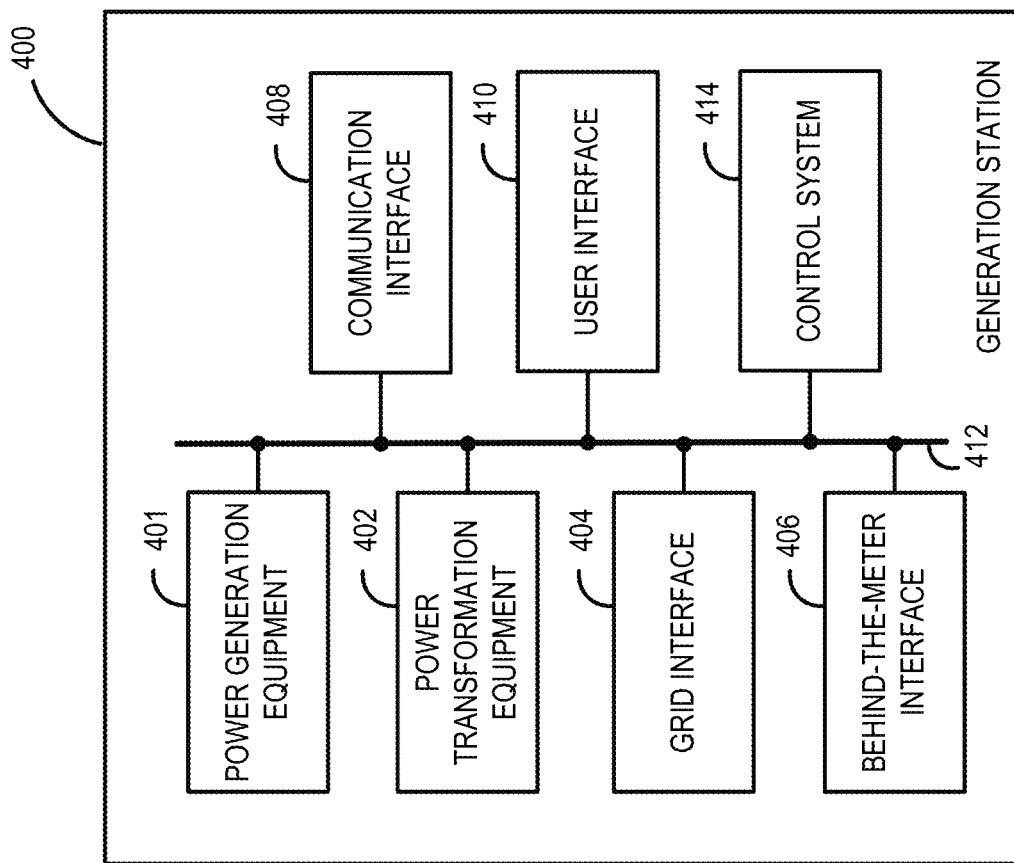 400
401
POWER GENERATION
EQUIPMENT
402
POWER
TRANSFORMATION
EQUIPMENT
404
GRID INTERFACE
406
BEHIND-THE-METER
INTERFACE
408
COMMUNICATION
INTERFACE
410
USER INTERFACE
414
CONTROL SYSTEM
412
GENERATION STATION